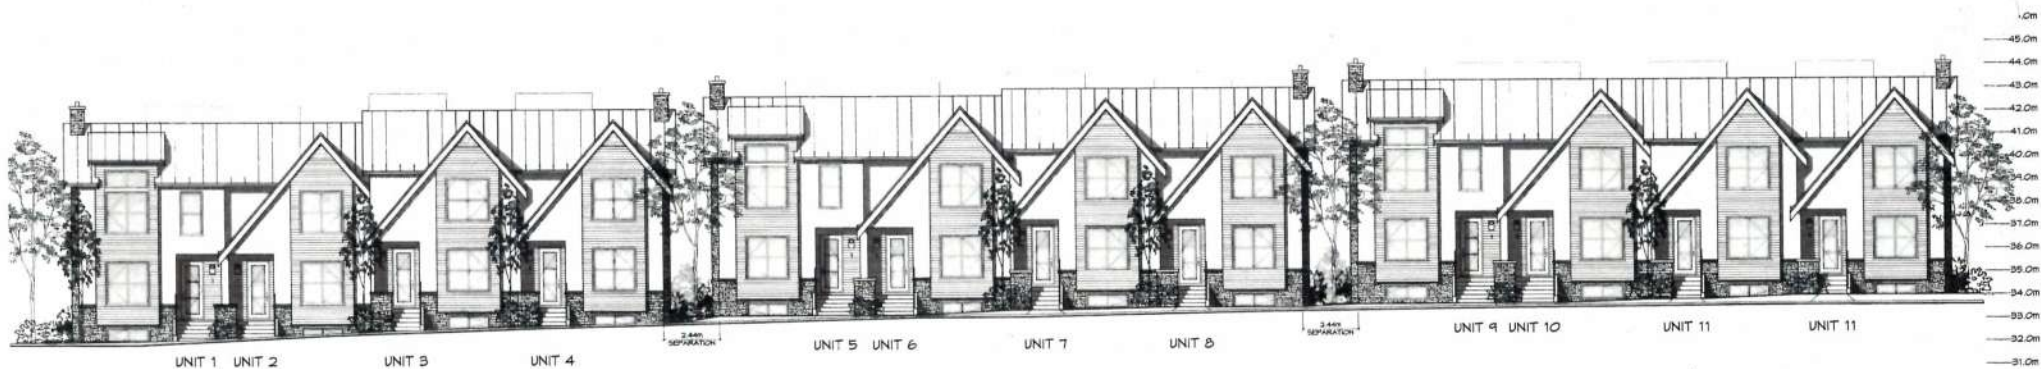 .0m
45.0m
44.0m
43.0m
42.0m
41.0m
40.0m
39.0m
38.0m
37.0m
36.0m
35.0m
34.0m
33.0m
32.0m
31.0m
2.44m
SEPARATION
2.44m
SEPARATION
UNIT 1 UNIT 2 UNIT 3 UNIT 4
UNIT 5 UNIT 6 UNIT 7 UNIT 8
UNIT 9 UNIT 10 UNIT 11 UNIT 11